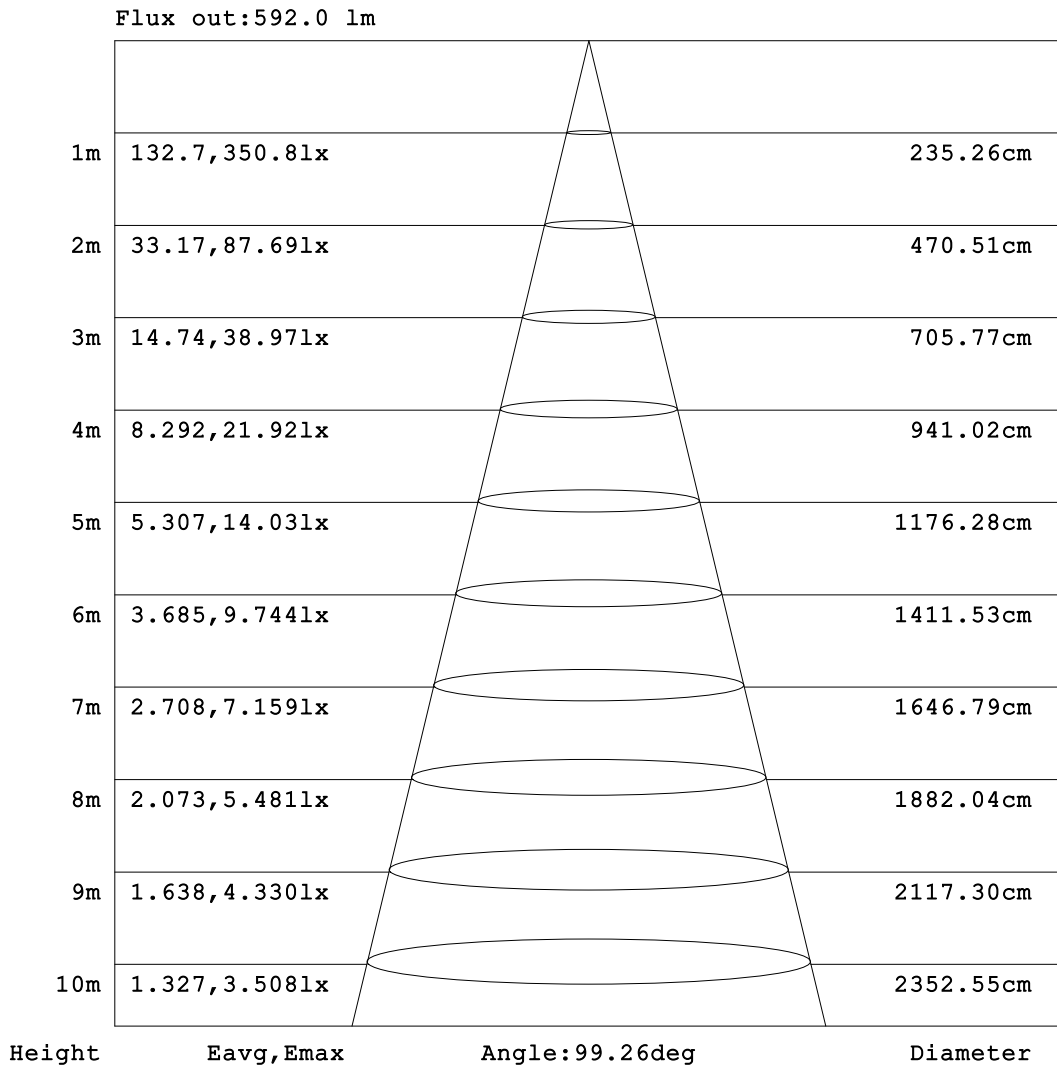 Flux out:592.0 lm
1m 132.7,350.8lx 235.26cm
2m 33.17,87.69lx 470.51cm
3m 14.74,38.97lx 705.77cm
4m 8.292,21.92lx 941.02cm
5m 5.307,14.03lx 1176.28cm
6m 3.685,9.744lx 1411.53cm
7m 2.708,7.159lx 1646.79cm
8m 2.073,5.481lx 1882.04cm
9m 1.638,4.330lx 2117.30cm
10m 1.327,3.508lx 2352.55cm
Height Eavg,Emax Angle:99.26deg Diameter